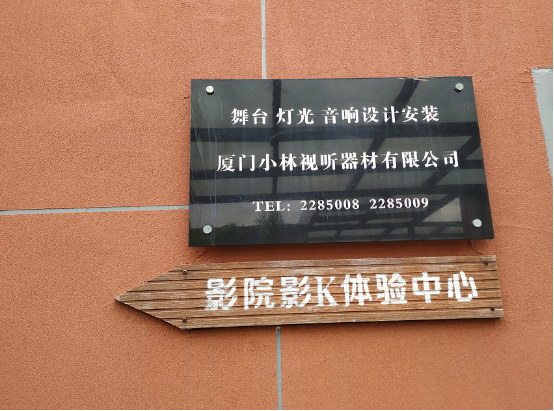 舞台 灯光 音响设计安装
厦门小林视听器材有限公司
TEL: 2285008 2285009
影院影K体验中心